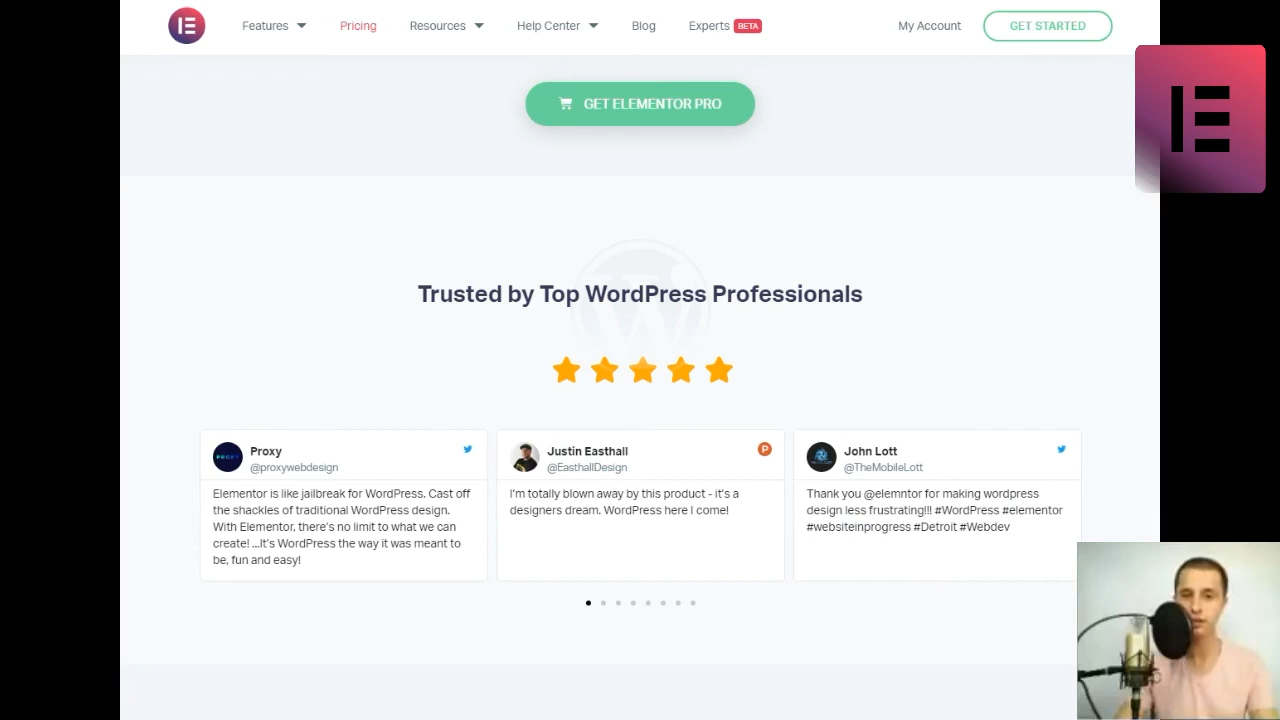 Features Pricing Resources Help Center Blog Experts BETA My Account GET STARTED
GET ELEMENTOR PRO
Trusted by Top WordPress Professionals
Proxy
@proxywebdesign
Elementor is like jailbreak for WordPress. Cast off
the shackles of traditional WordPress design.
With Elementor, there's no limit to what we can
create! ...It's WordPress the way it was meant to
be, fun and easy!
Justin Easthall
@EasthallDesign
I'm totally blown away by this product - it's a
designers dream. WordPress here I come!
John Lott
@TheMobileLott
Thank you @elemntor for making wordpress
design less frustrating!!! #WordPress #elementor
#websiteinprogress #Detroit #Webdev